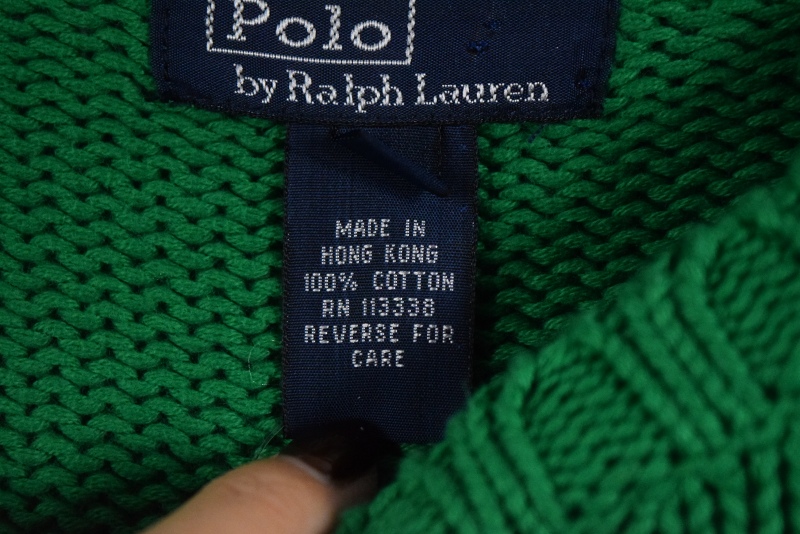 Polo
by Ralph Lauren
MADE IN
HONG KONG
100% COTTON
RN 113338
REVERSE FOR
CARE